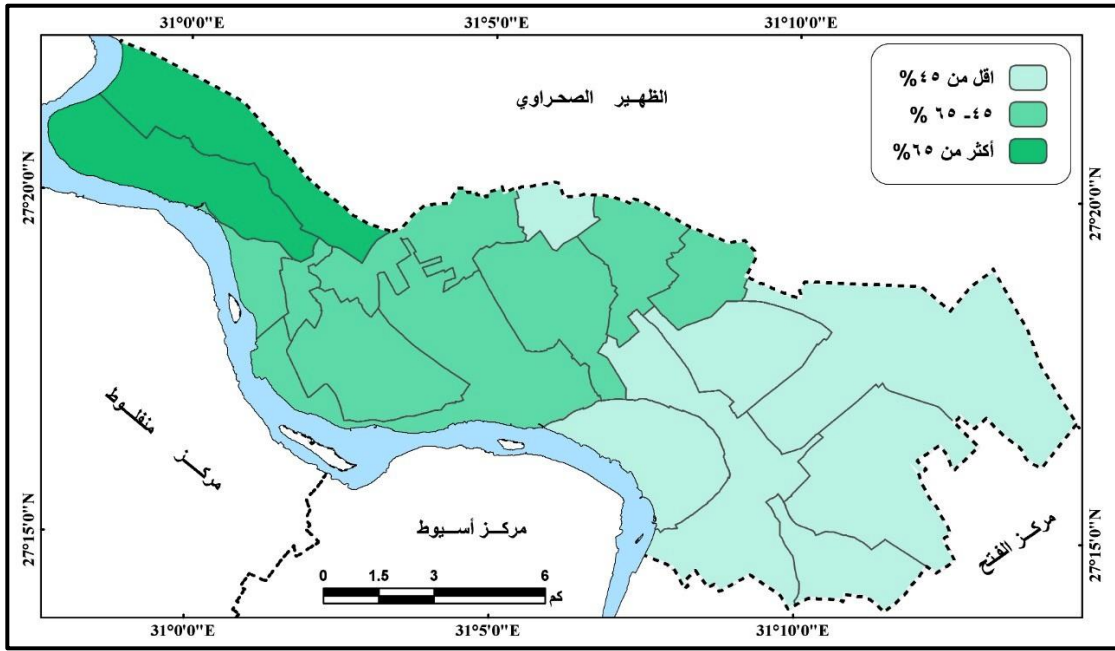 31°0'0"E
31°5'0"E
31°10'0"E
اقل من ٤٥%
٤٥- ٦٥ %
أكثر من ٦٥%
الظهير الصحراوي
27°20'0"N
27°20'0"N
مركز منفلوط
مركز أسيوط
مركز الفتح
27°15'0"N
27°15'0"N
0 1.5 3 6
كم
31°0'0"E
31°5'0"E
31°10'0"E